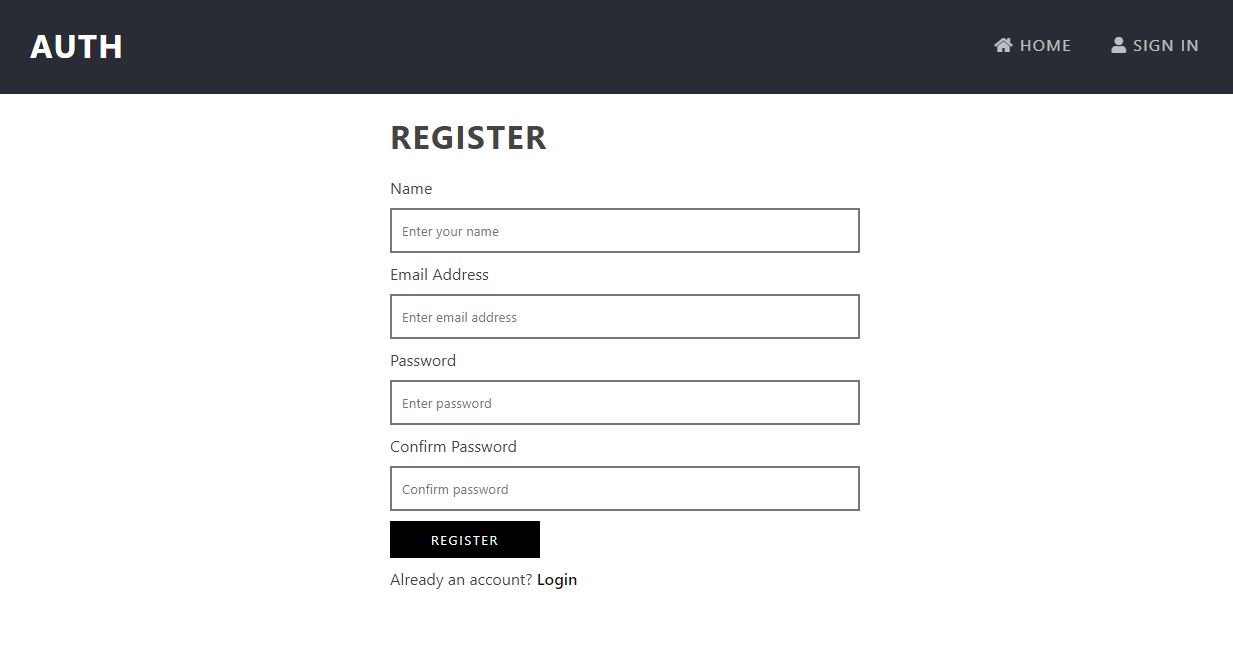 AUTH
HOME
SIGN IN
REGISTER
Name
Enter your name
Email Address
Enter email address
Password
Enter password
Confirm Password
Confirm password
REGISTER
Already an account? Login